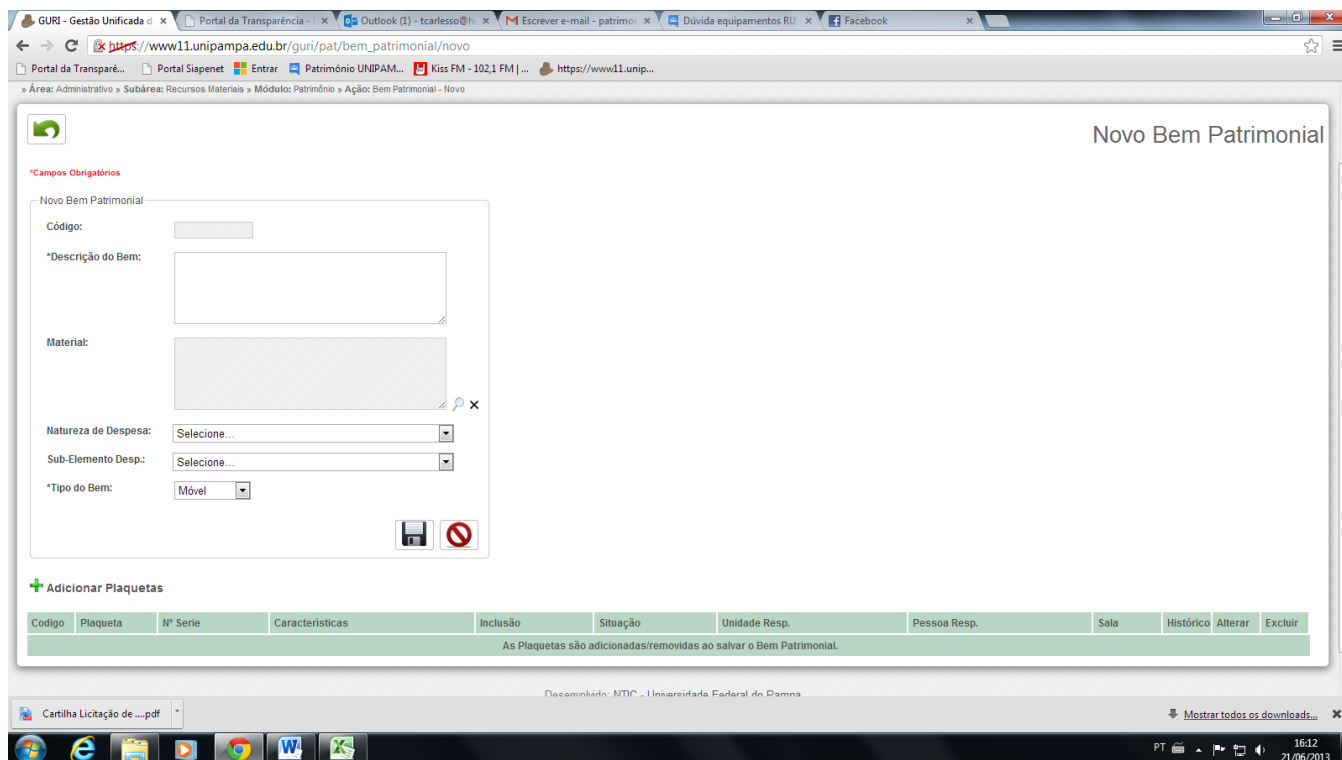 GURI - Gestão Unificada d
Portal da Transparência -
Outlook (1) - tcarlesso@h
Escrever e-mail - patrimor
Dúvida equipamentos RU
Facebook
https://www11.unipampa.edu.br/guri/pat/bem_patrimonial/novo
Portal da Transparê... Portal Siapenet Entrar Patrimônio UNIPAM... Kiss FM - 102,1 FM | ... https://www11.unip...
» Área: Administrativo » Subárea: Recursos Materiais » Módulo: Patrimônio » Ação: Bem Patrimonial - Novo
Novo Bem Patrimonial
*Campos Obrigatórios
Novo Bem Patrimonial
Código:
*Descrição do Bem:
Material:
Natureza de Despesa: Selecione...
Sub-Elemento Desp.: Selecione...
*Tipo do Bem: Móvel
Adicionar Plaquetas
Codigo Plaqueta Nº Serie Características Inclusão Situação Unidade Resp. Pessoa Resp. Sala Histórico Alterar Excluir
As Plaquetas são adicionadas/removidas ao salvar o Bem Patrimonial.
Desenvolvido: NTIC - Universidade Federal do Pampa
Cartilha Licitação de ....pdf
Mostrar todos os downloads...
PT 16:12
21/06/2013